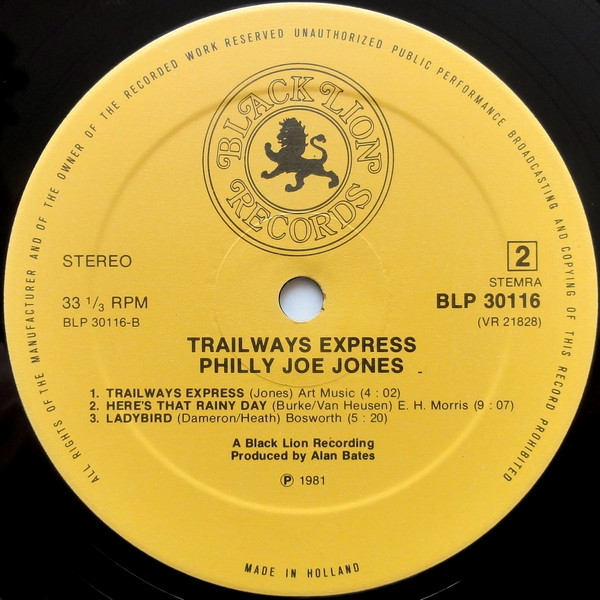 ALL RIGHTS OF THE MANUFACTURER AND OF THE OWNER OF THE RECORDED WORK RESERVED UNAUTHORIZED PUBLIC PERFORMANCE BROADCASTING AND COPYING OF THIS RECORD PROHIBITED
BLACK LION
RECORDS
STEREO
2
STEMRA
33 1/3 RPM
BLP 30116
BLP 30116-B
(VR 21828)
TRAILWAYS EXPRESS
PHILLY JOE JONES
1. TRAILWAYS EXPRESS (Jones) Art Music (4 : 02)
2. HERE'S THAT RAINY DAY (Burke/Van Heusen) E. H. Morris (9 : 07)
3. LADYBIRD (Dameron/Heath) Bosworth (5 : 20)
A Black Lion Recording
Produced by Alan Bates
℗ 1981
MADE IN HOLLAND